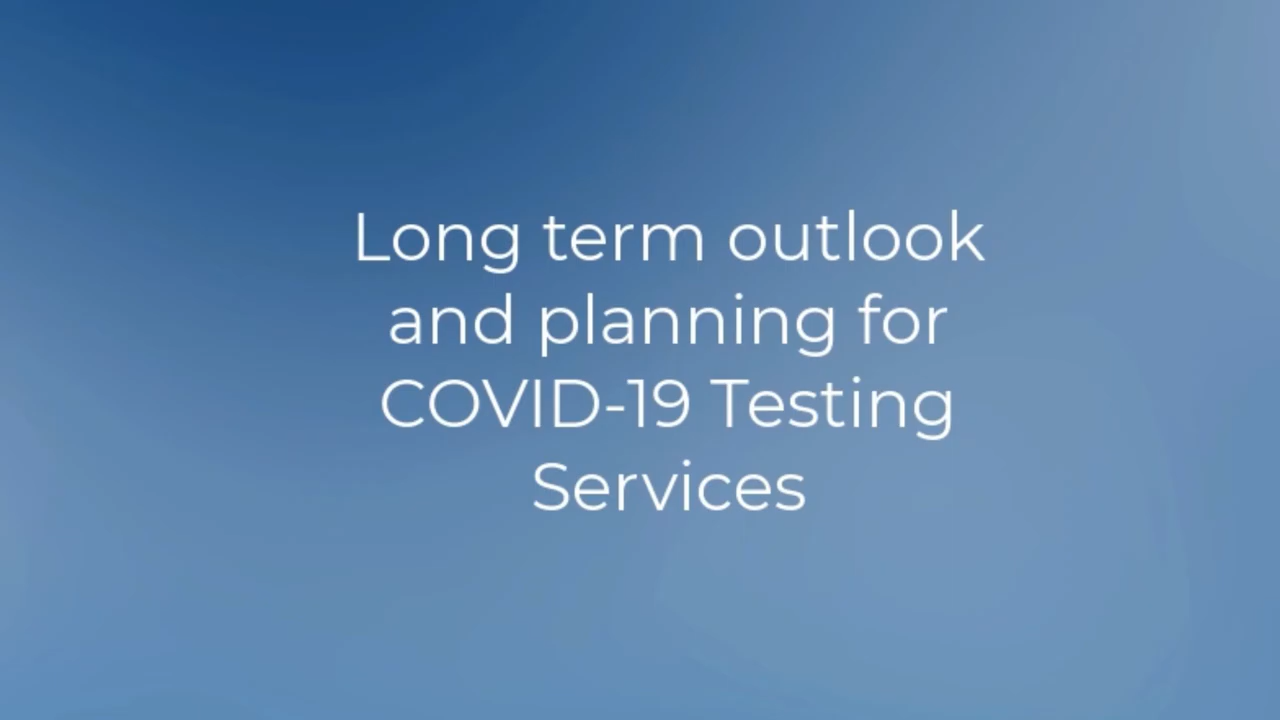 Long term outlook
and planning for
COVID-19 Testing
Services